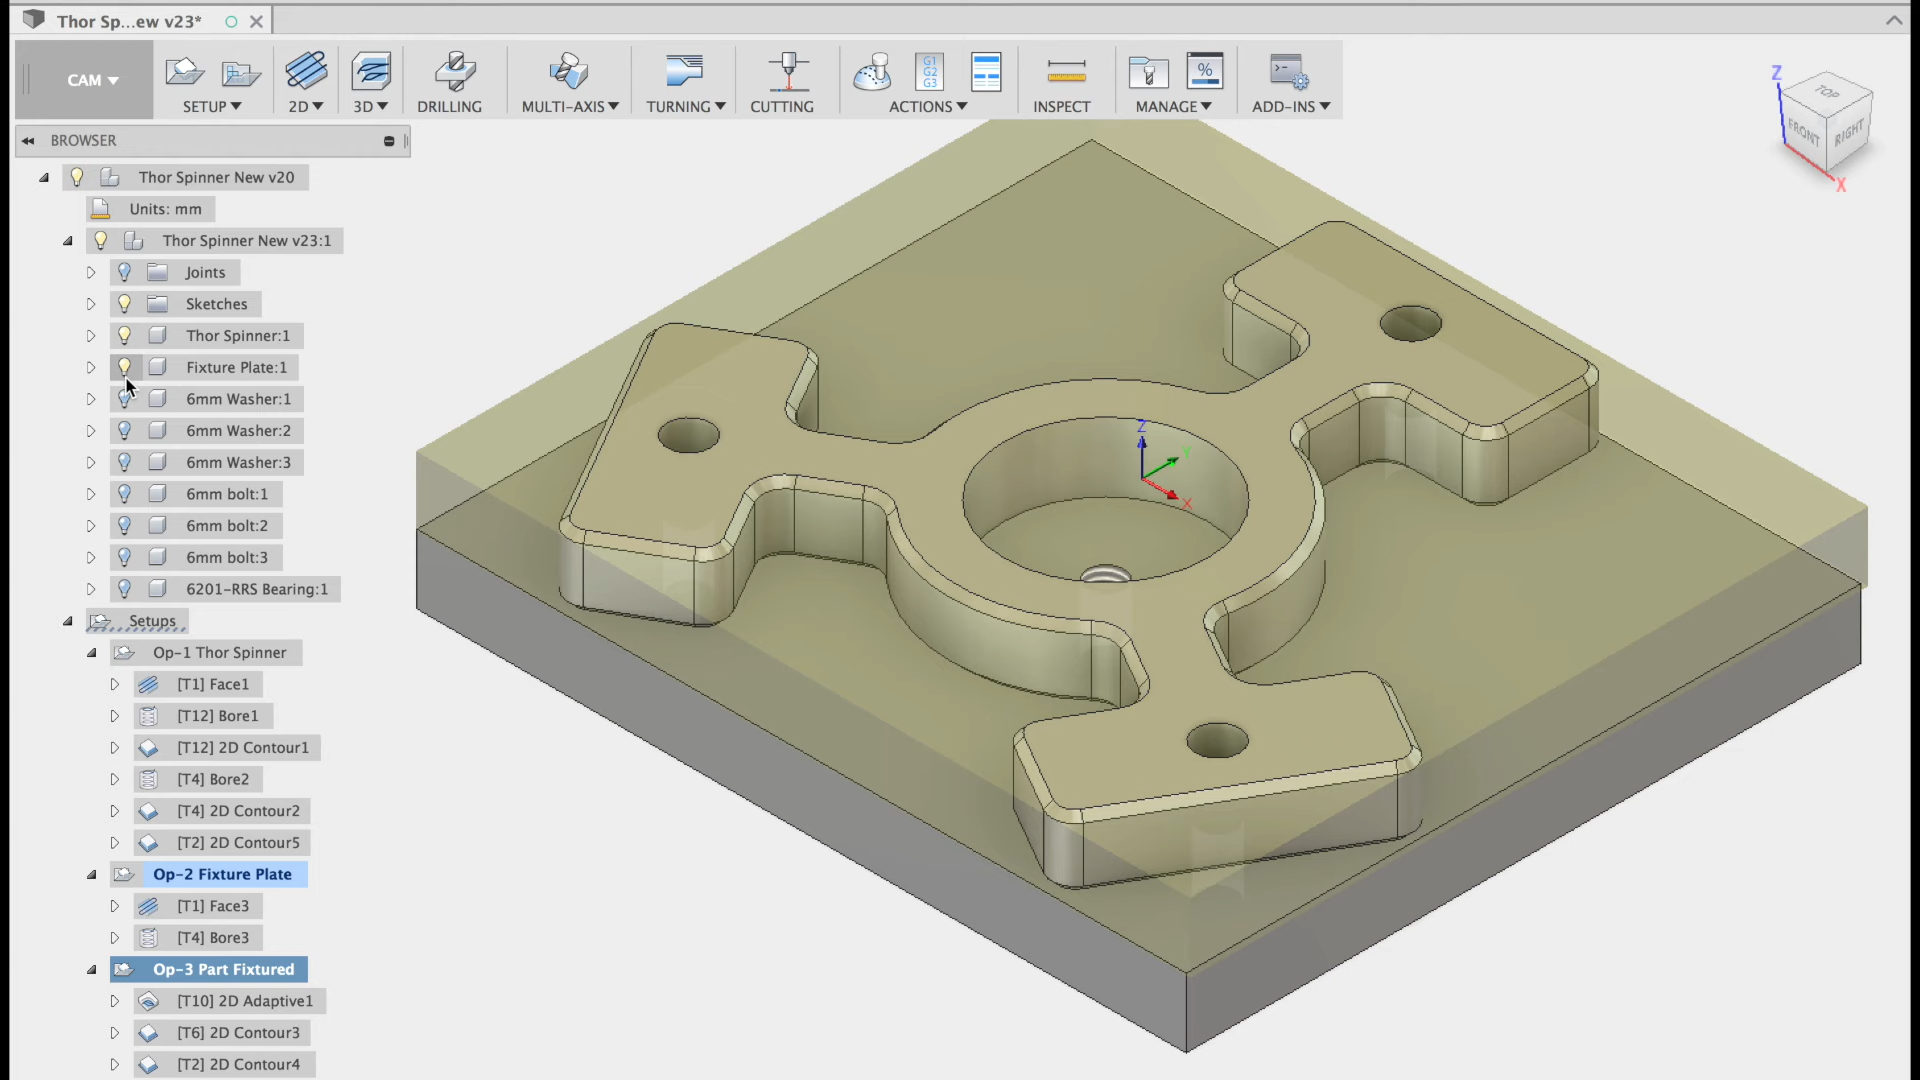 Thor Sp...ew v23*
CAM
SETUP
2D
3D
DRILLING
MULTI-AXIS
TURNING
CUTTING
G1
G2
G3
ACTIONS
INSPECT
%
MANAGE
ADD-INS
BROWSER
Z
TOP
FRONT
RIGHT
X
Thor Spinner New v20
Units: mm
Thor Spinner New v23:1
Joints
Sketches
Thor Spinner:1
Fixture Plate:1
6mm Washer:1
6mm Washer:2
6mm Washer:3
6mm bolt:1
6mm bolt:2
6mm bolt:3
6201-RRS Bearing:1
Setups
Op-1 Thor Spinner
[T1] Face1
[T12] Bore1
[T12] 2D Contour1
[T4] Bore2
[T4] 2D Contour2
[T2] 2D Contour5
Op-2 Fixture Plate
[T1] Face3
[T4] Bore3
Op-3 Part Fixtured
[T10] 2D Adaptive1
[T6] 2D Contour3
[T2] 2D Contour4
Z
Y
X